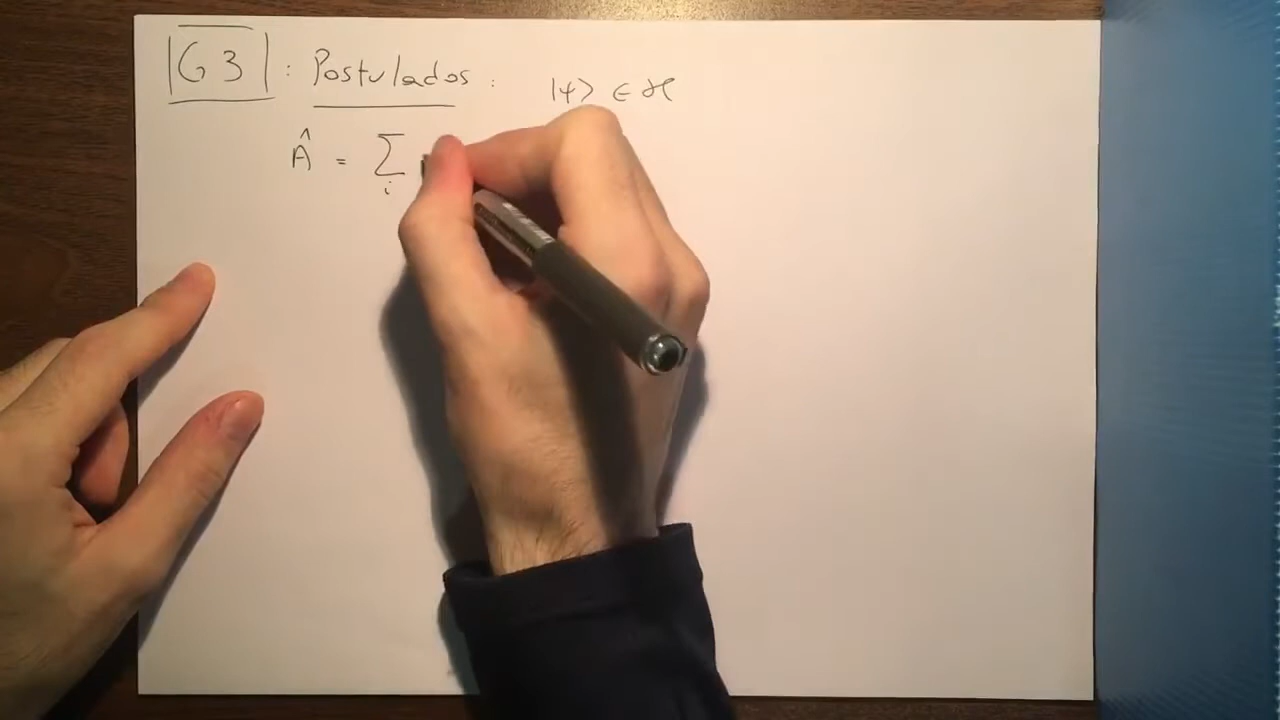 G3 : Postulados : |ψ> ∈ ℋ
Â = Σ i